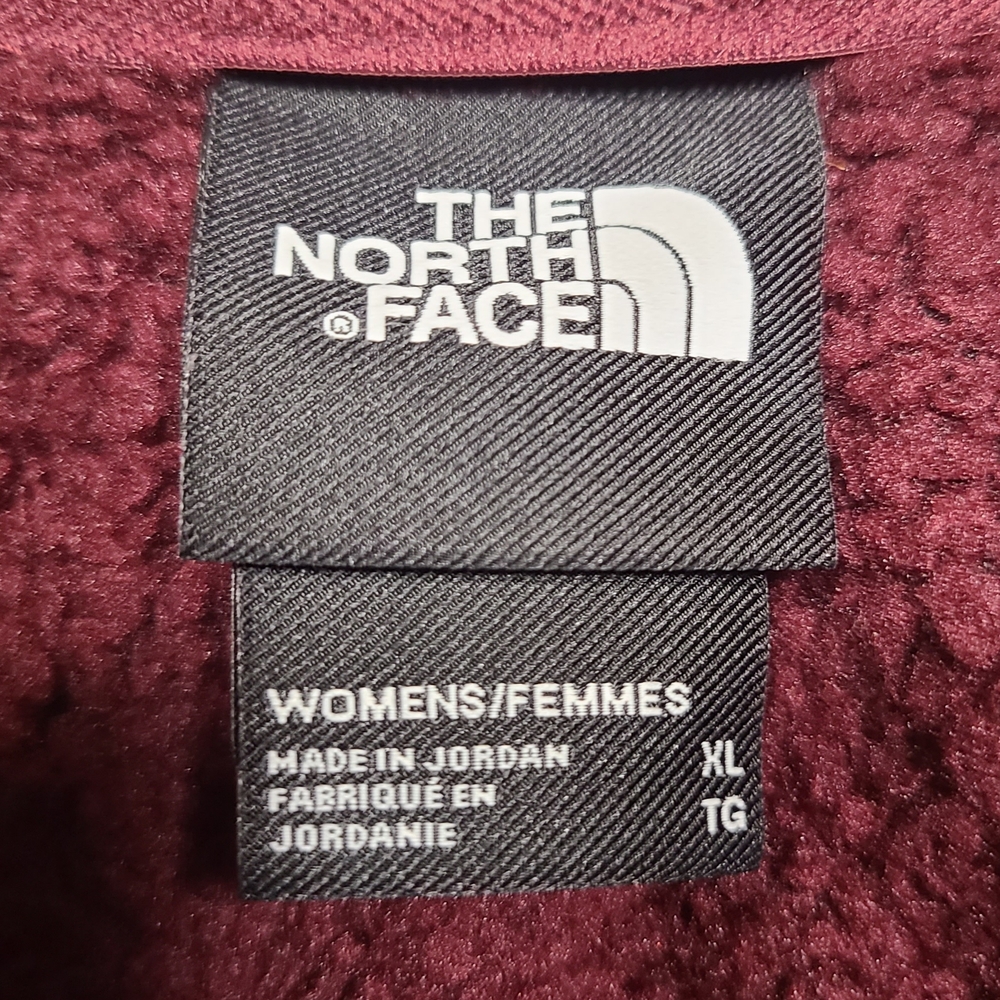 THE
NORTH
®FACE
WOMENS/FEMMES
MADE IN JORDAN XL
FABRIQUÉ EN TG
JORDANIE